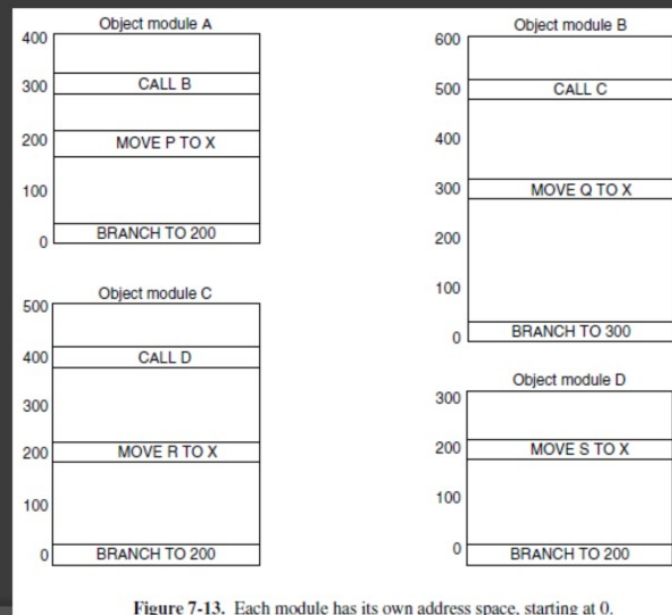 Object module A
400
300
CALL B
200
MOVE P TO X
100
0
BRANCH TO 200
Object module B
600
500
CALL C
400
300
MOVE Q TO X
200
100
0
BRANCH TO 300
Object module C
500
400
CALL D
300
200
MOVE R TO X
100
0
BRANCH TO 200
Object module D
300
200
MOVE S TO X
100
0
BRANCH TO 200
Figure 7-13. Each module has its own address space, starting at 0.